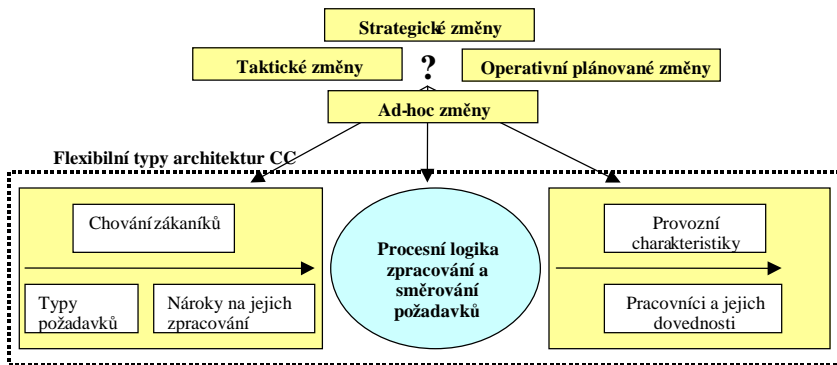 Strategické změny
Taktické změny
?
Operativní plánované změny
Ad-hoc změny
Flexibilní typy architektur CC
Chování zákaníků
Typy
požadavků
Nároky na jejich
zpracování
Procesní logika
zpracování a
směrování
požadavků
Provozní
charakteristiky
Pracovníci a jejich
dovednosti